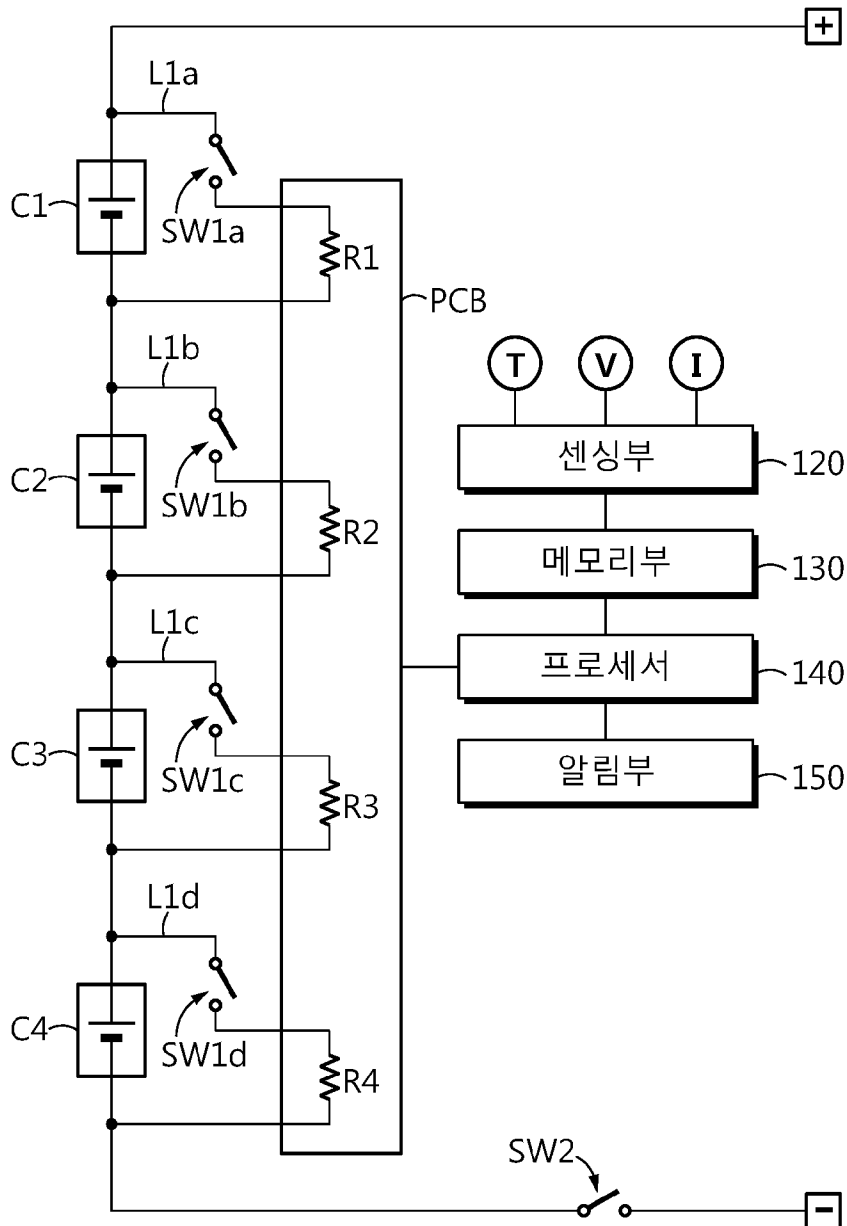 +
L1a
C1
SW1a
R1
PCB
L1b
T V I
C2
SW1b
R2
센싱부
120
메모리부
130
L1c
프로세서
140
C3
SW1c
R3
알림부
150
L1d
C4
SW1d
R4
SW2
-